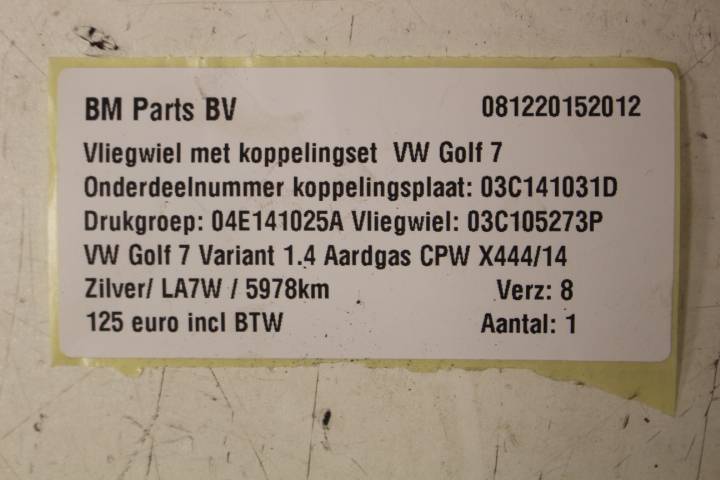 BM Parts BV 081220152012
Vliegwiel met koppelingset VW Golf 7
Onderdeelnummer koppelingsplaat: 03C141031D
Drukgroep: 04E141025A Vliegwiel: 03C105273P
VW Golf 7 Variant 1.4 Aardgas CPW X444/14
Zilver/ LA7W / 5978km Verz: 8
125 euro incl BTW Aantal: 1